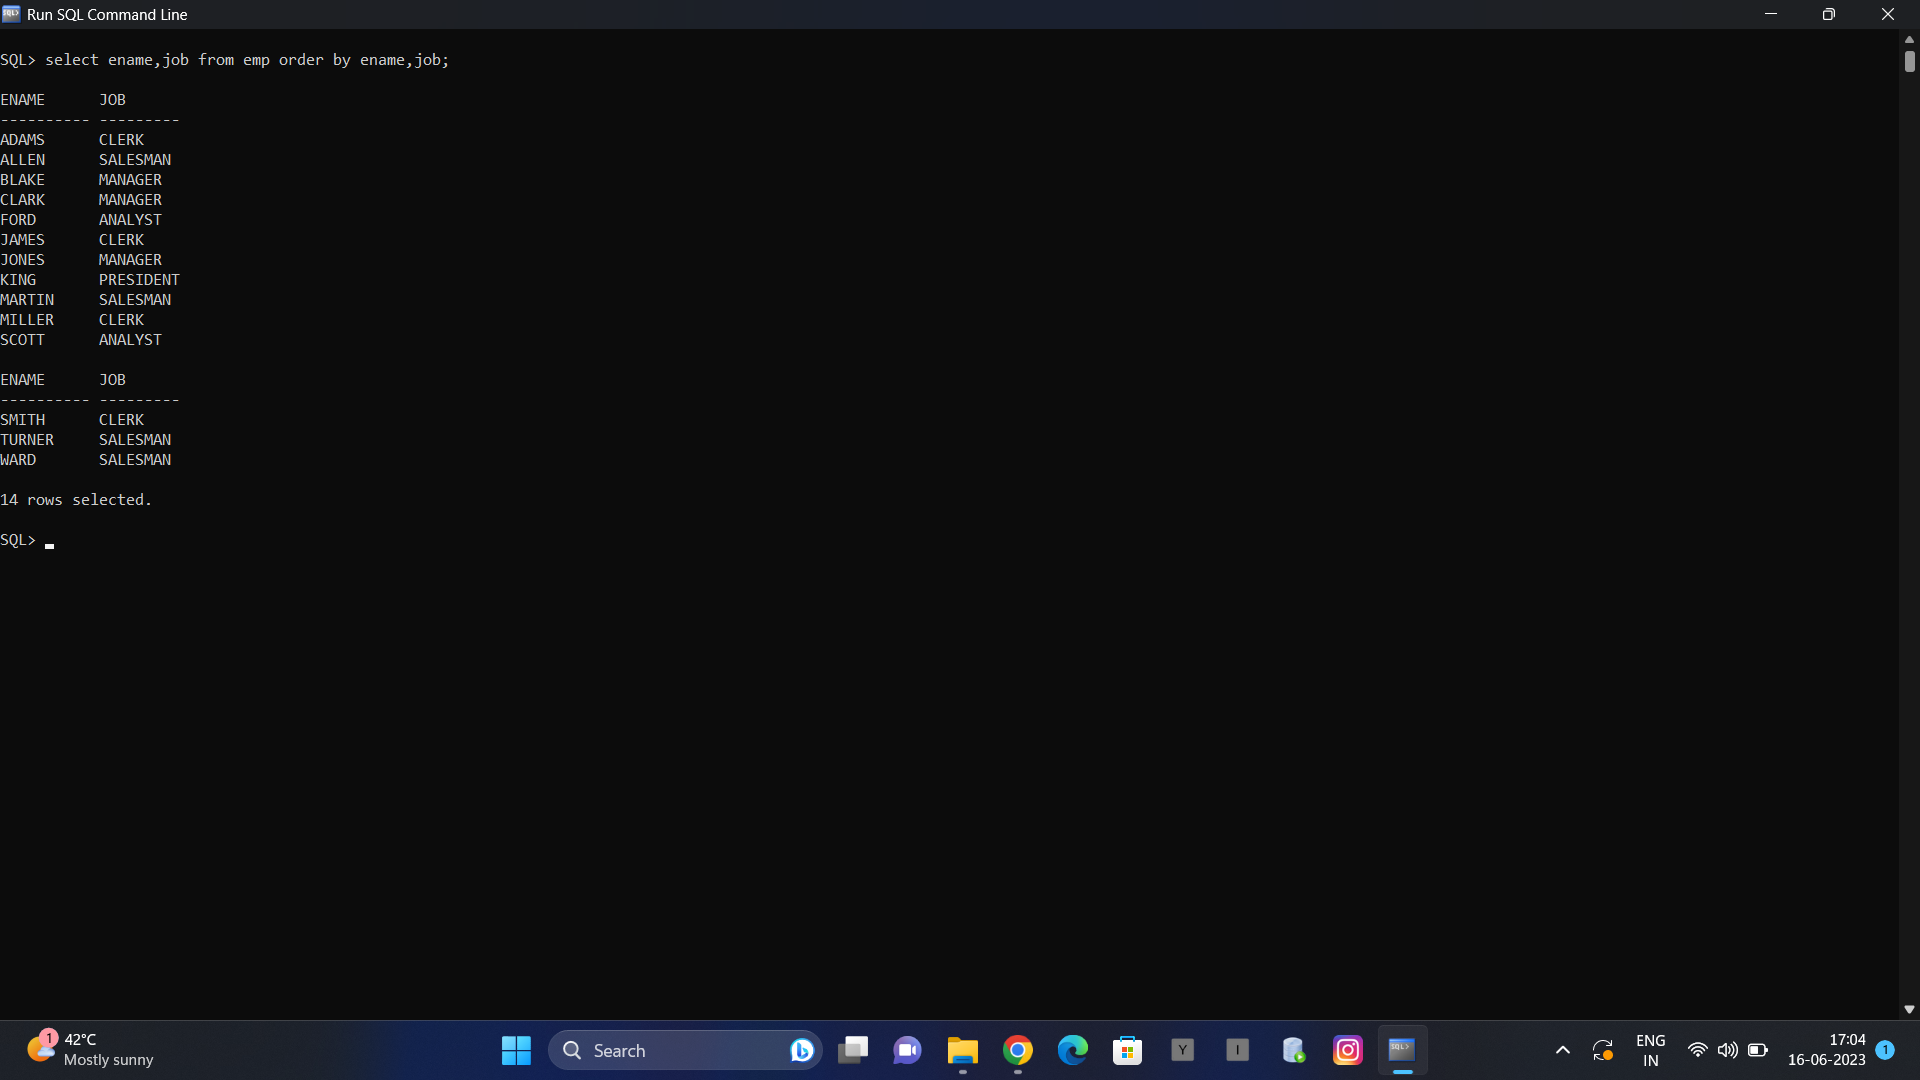 Run SQL Command Line
SQL> select ename,job from emp order by ename,job;
ENAME      JOB
---------- ---------
ADAMS      CLERK
ALLEN      SALESMAN
BLAKE      MANAGER
CLARK      MANAGER
FORD       ANALYST
JAMES      CLERK
JONES      MANAGER
KING       PRESIDENT
MARTIN     SALESMAN
MILLER     CLERK
SCOTT      ANALYST
ENAME      JOB
---------- ---------
SMITH      CLERK
TURNER     SALESMAN
WARD       SALESMAN
14 rows selected.
SQL>
1
42°C
Mostly sunny
Search
Y
I
SQL>
ENG
IN
17:04
16-06-2023
1